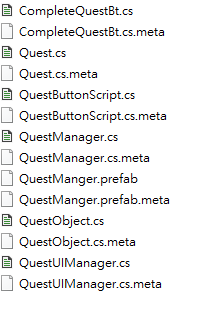 CompleteQuestBt.cs
CompleteQuestBt.cs.meta
Quest.cs
Quest.cs.meta
QuestButtonScript.cs
QuestButtonScript.cs.meta
QuestManager.cs
QuestManager.cs.meta
QuestManger.prefab
QuestManger.prefab.meta
QuestObject.cs
QuestObject.cs.meta
QuestUIManager.cs
QuestUIManager.cs.meta